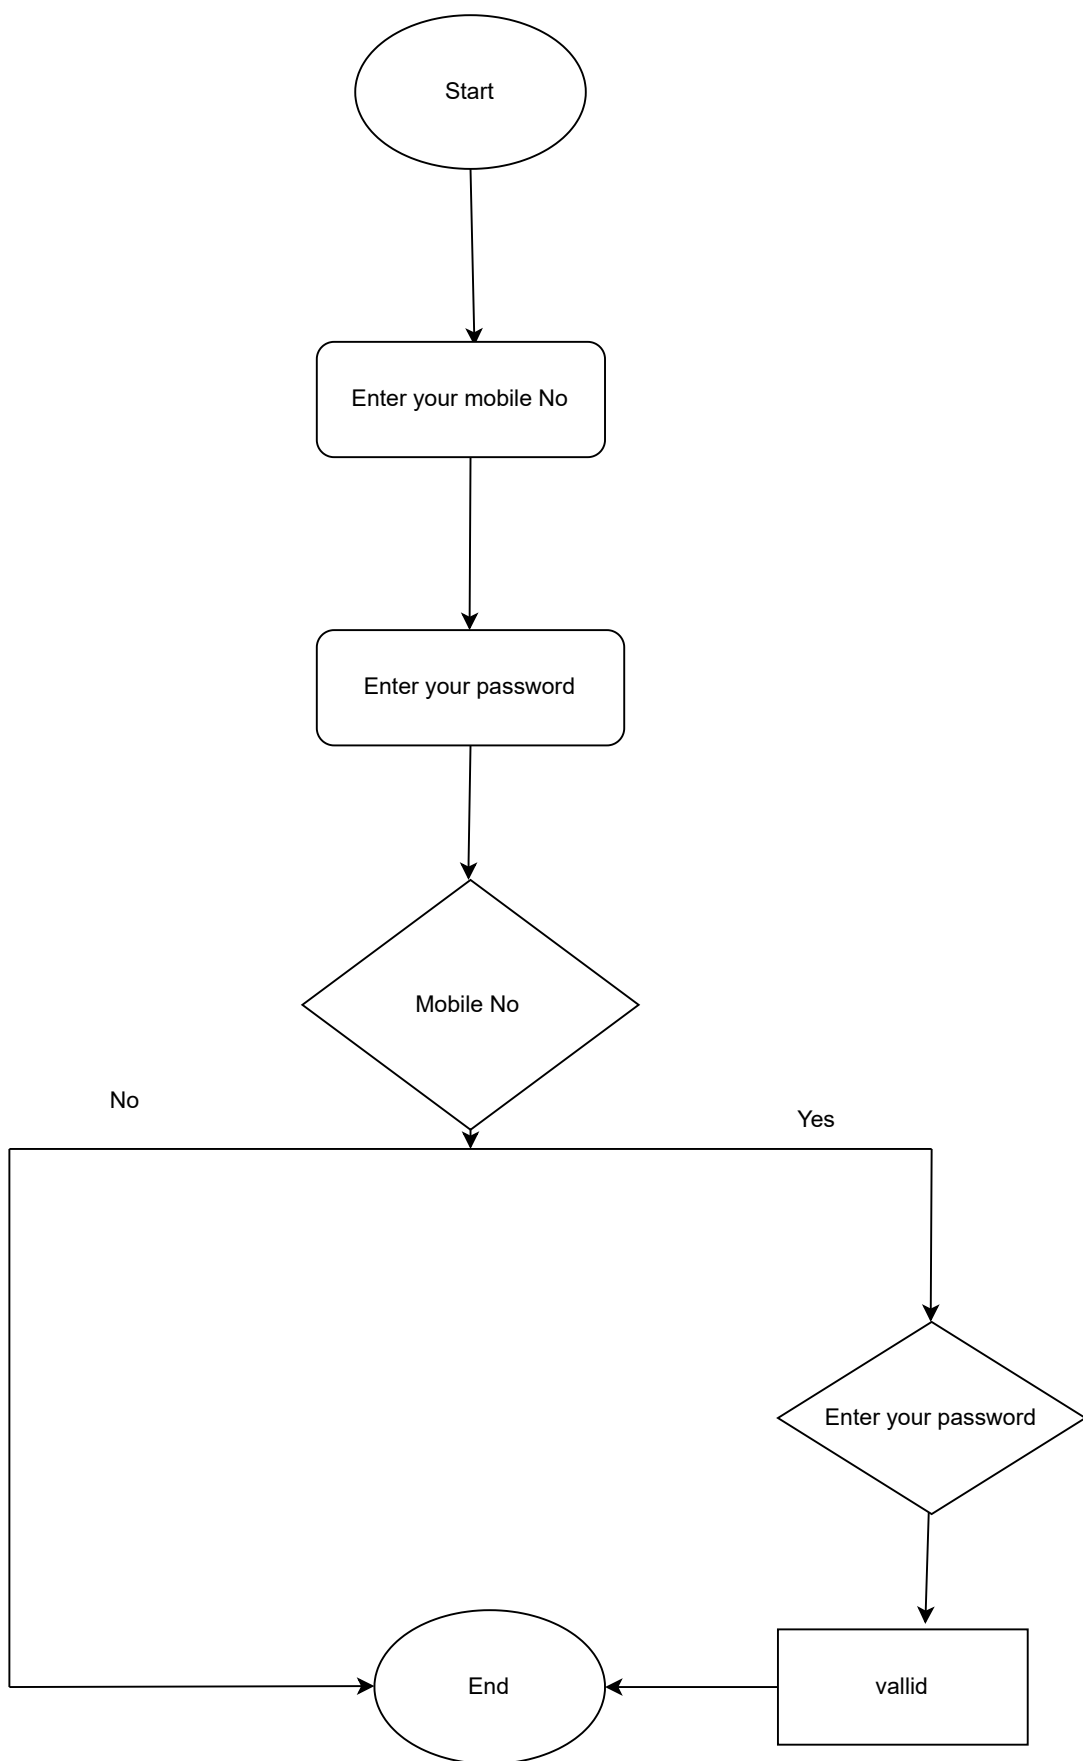 Start
Enter your mobile No
Enter your password
Mobile No
No
Yes
Enter your password
End
vallid